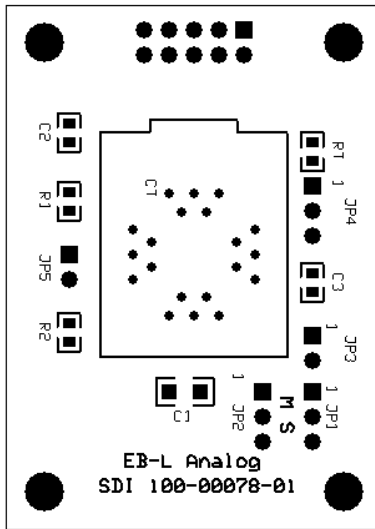 C2
RT
R1
C7
1
JP4
JP5
C3
R2
1
JP3
1
1
M S
C1
JP2
JP1
EB-L Analog
SDI 100-00078-01